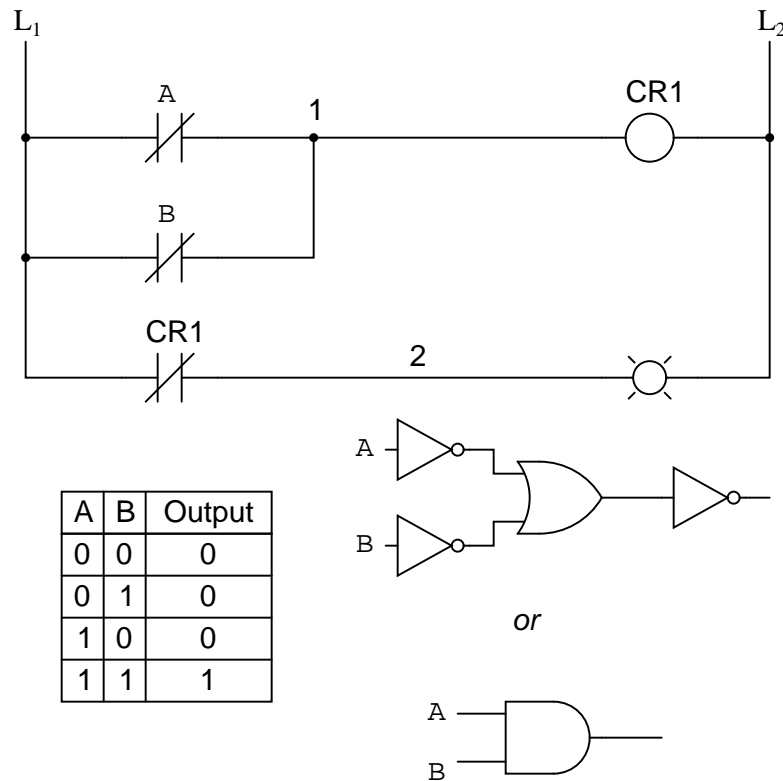 L₁ L₂
A 1 CR1
B
CR1 2
A
B
A B Output
0 0 0
0 1 0
1 0 0
1 1 1
or
A
B